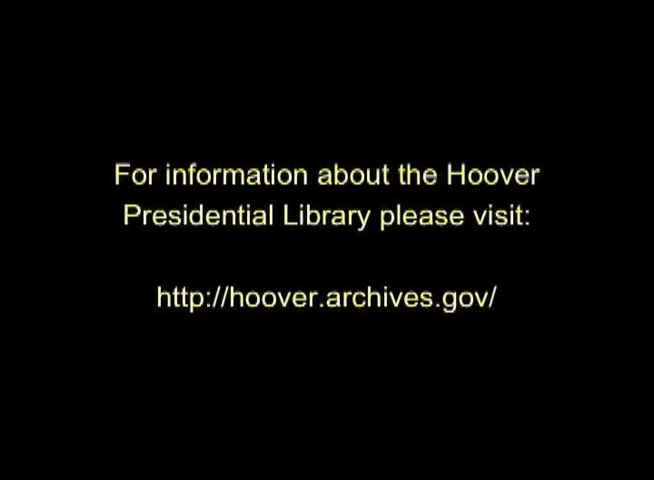 For information about the Hoover
Presidential Library please visit:
http://hoover.archives.gov/